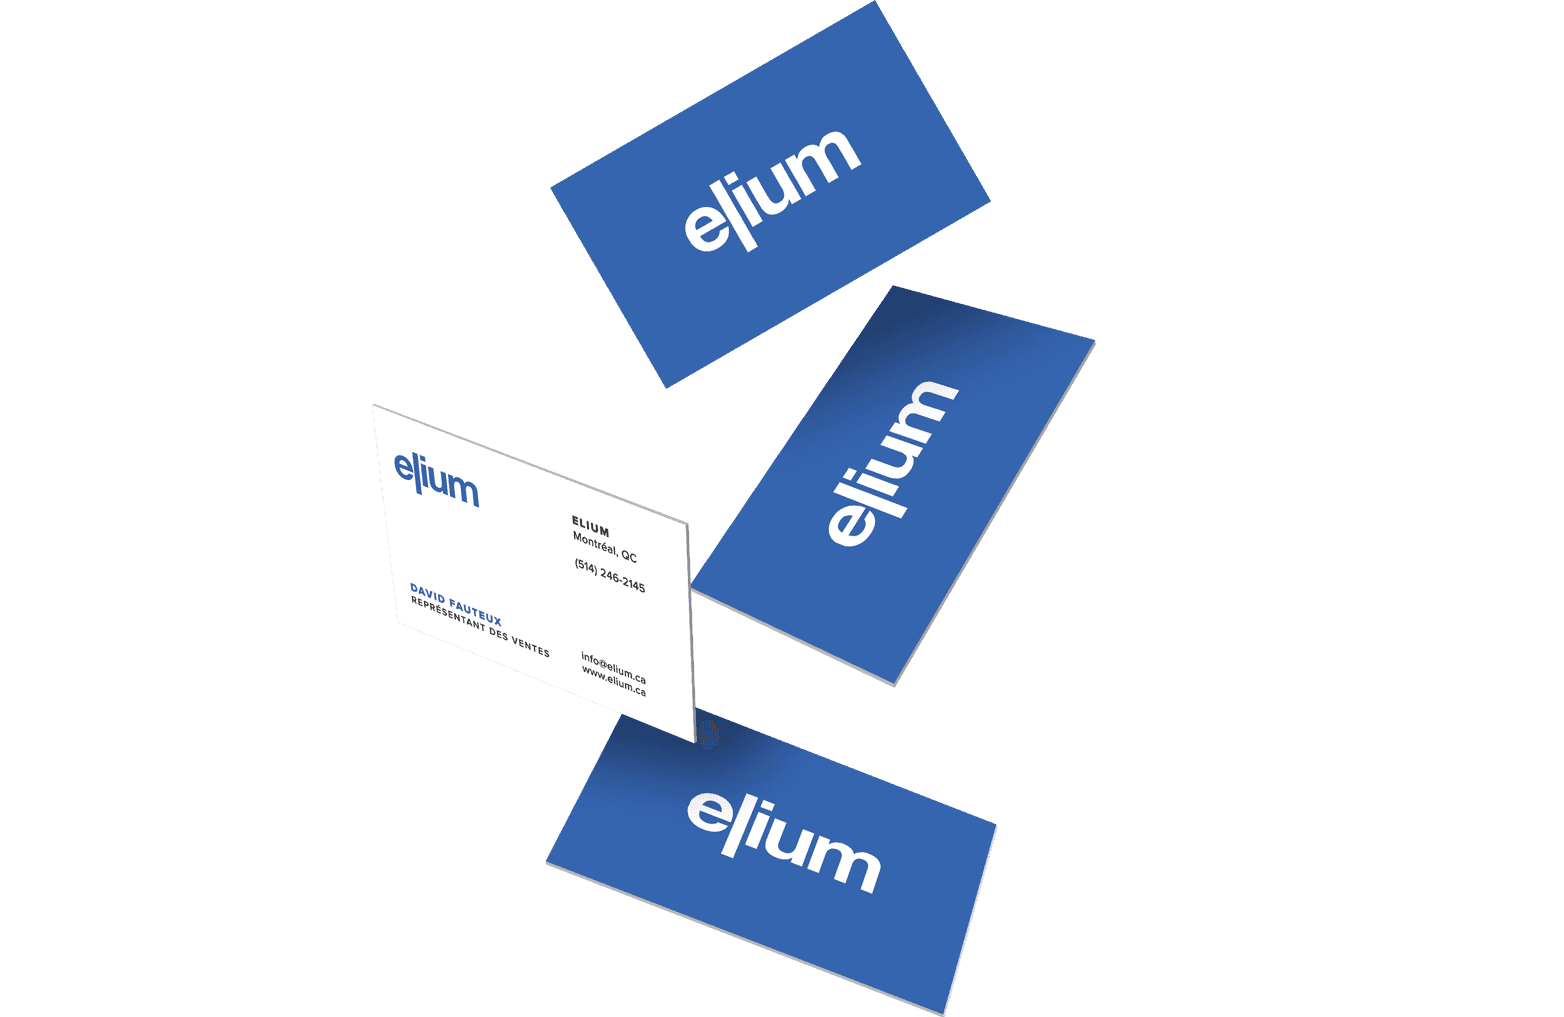 elium
elium
elium
ELIUM
Montréal, QC
(514) 246-2145
DAVID FAUTEUX
REPRÉSENTANT DES VENTES
info@elium.ca
www.elium.ca
elium